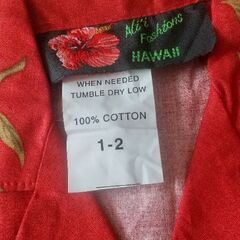 Ali'i
Fashions
HAWAII
WHEN NEEDED
TUMBLE DRY LOW
100% COTTON
1-2